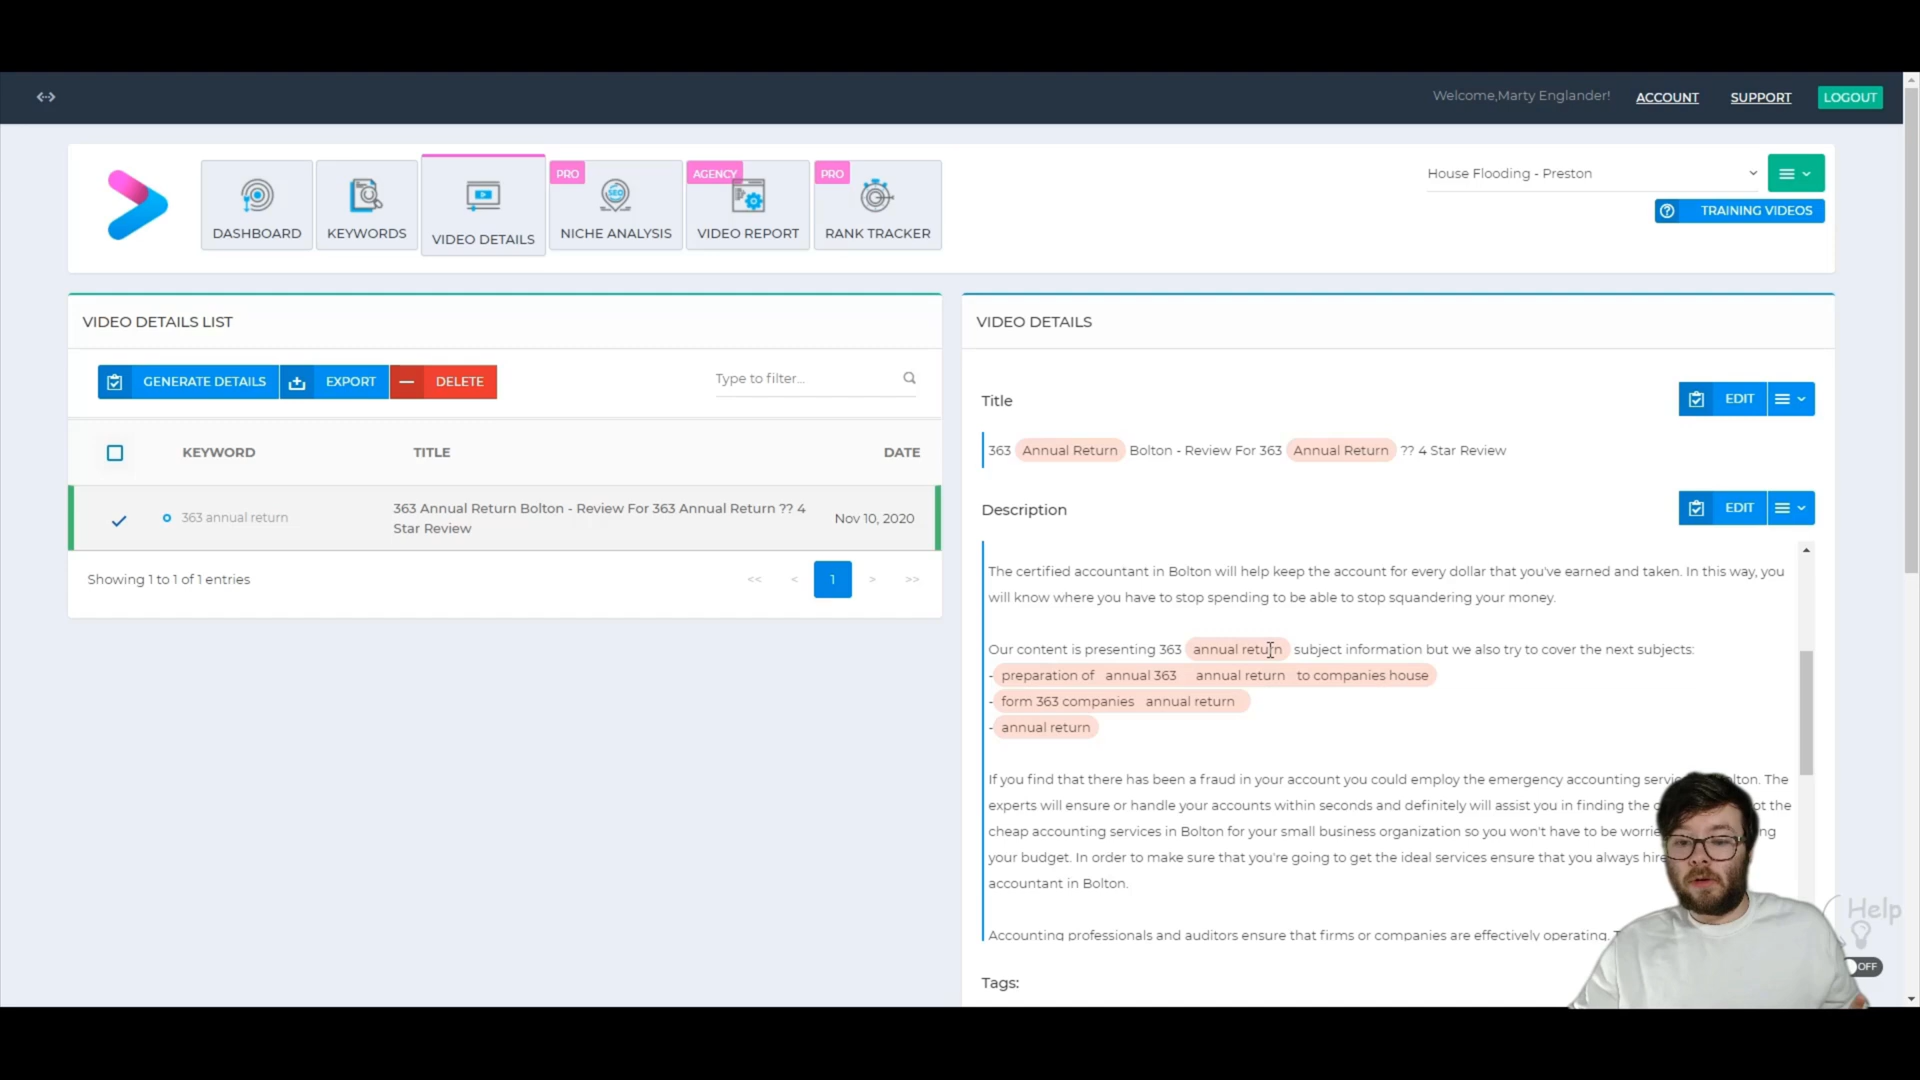 Welcome,Marty Englander!
ACCOUNT
SUPPORT
LOGOUT
DASHBOARD
KEYWORDS
VIDEO DETAILS
PRO
SEO
NICHE ANALYSIS
AGENCY
VIDEO REPORT
PRO
RANK TRACKER
House Flooding - Preston
TRAINING VIDEOS
VIDEO DETAILS LIST
GENERATE DETAILS
EXPORT
DELETE
Type to filter...
KEYWORD
TITLE
DATE
363 annual return
363 Annual Return Bolton - Review For 363 Annual Return ?? 4
Star Review
Nov 10, 2020
Showing 1 to 1 of 1 entries
<<
<
1
>
>>
VIDEO DETAILS
Title
EDIT
363 Annual Return Bolton - Review For 363 Annual Return ?? 4 Star Review
Description
EDIT
The certified accountant in Bolton will help keep the account for every dollar that you've earned and taken. In this way, you
will know where you have to stop spending to be able to stop squandering your money.
Our content is presenting 363 annual return subject information but we also try to cover the next subjects:
- preparation of annual 363 annual return to companies house
- form 363 companies annual return
- annual return
If you find that there has been a fraud in your account you could employ the emergency accounting The
experts will ensure or handle your accounts within seconds and definitely will assist you in finding the the
cheap accounting services in Bolton for your small business organization so you won't have to be
your budget. In order to make sure that you're going to get the ideal services ensure that you always hire
accountant in Bolton.
Accounting professionals and auditors ensure that firms or companies are effectively operating.
Tags:
Help
OFF